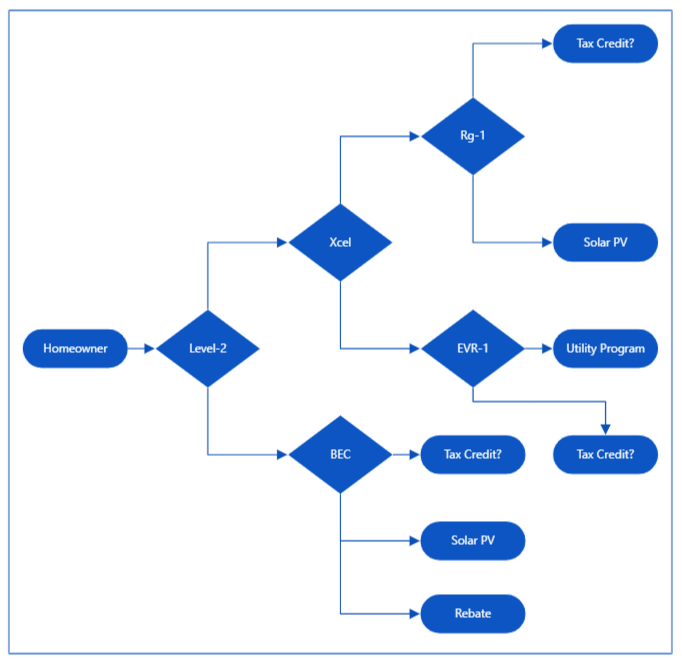 Tax Credit?
Rg-1
Xcel
Solar PV
Homeowner
Level-2
EVR-1
Utility Program
BEC
Tax Credit?
Tax Credit?
Solar PV
Rebate